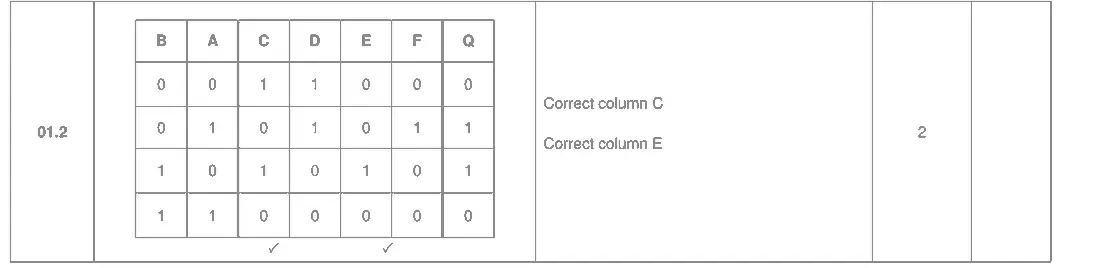 01.2
B A C D E F Q
0 0 1 1 0 0 0
0 1 0 1 0 1 1
1 0 1 0 1 0 1
1 1 0 0 0 0 0
✓ ✓
Correct column C
Correct column E
2